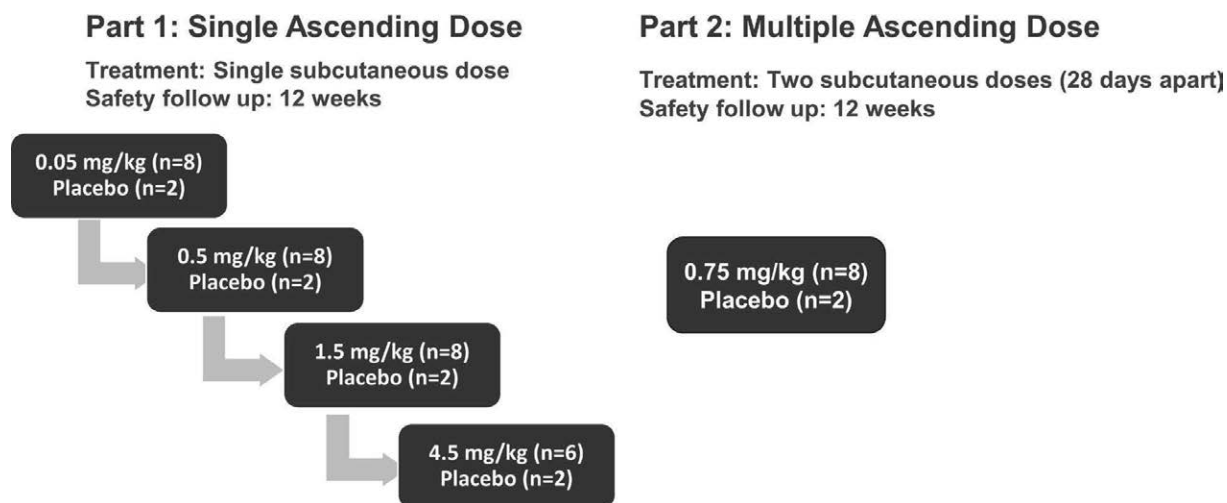 Part 1: Single Ascending Dose
Treatment: Single subcutaneous dose
Safety follow up: 12 weeks
0.05 mg/kg (n=8)
Placebo (n=2)
0.5 mg/kg (n=8)
Placebo (n=2)
1.5 mg/kg (n=8)
Placebo (n=2)
4.5 mg/kg (n=6)
Placebo (n=2)
Part 2: Multiple Ascending Dose
Treatment: Two subcutaneous doses (28 days apart)
Safety follow up: 12 weeks
0.75 mg/kg (n=8)
Placebo (n=2)